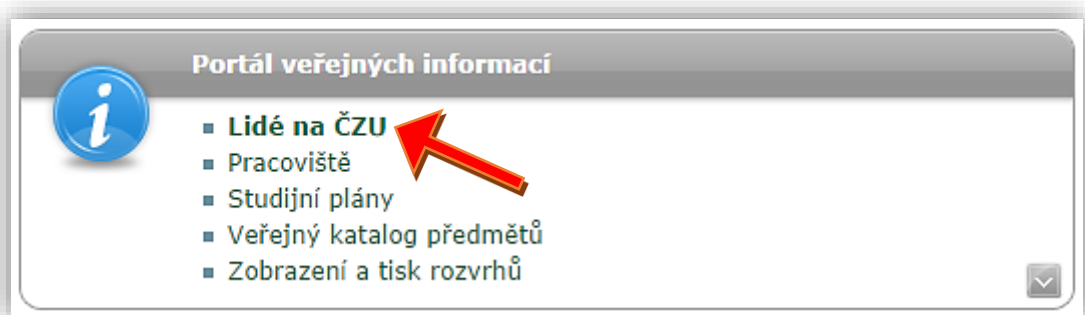 Portál veřejných informací
Lidé na ČZU
Pracoviště
Studijní plány
Veřejný katalog předmětů
Zobrazení a tisk rozvrhů